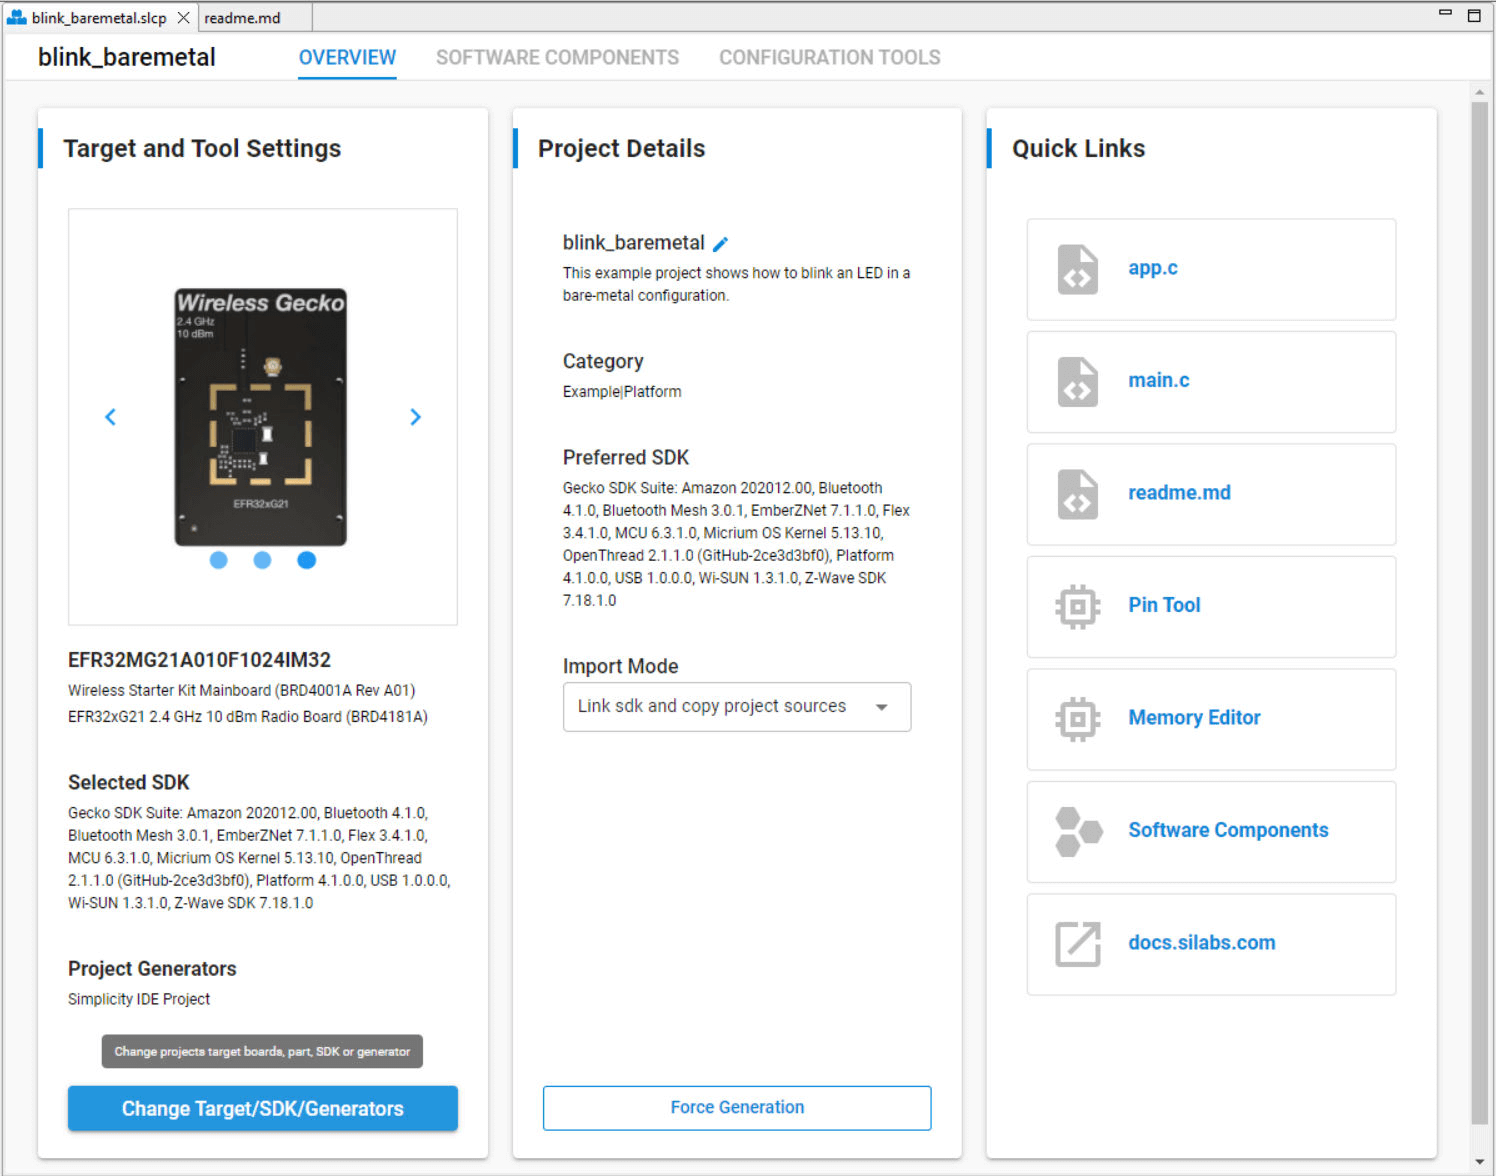 blink_baremetal.slcp
readme.md
blink_baremetal
OVERVIEW
SOFTWARE COMPONENTS
CONFIGURATION TOOLS
Target and Tool Settings
Wireless Gecko
2.4 GHz
10 dBm
EFR32xG21
EFR32MG21A010F1024IM32
Wireless Starter Kit Mainboard (BRD4001A Rev A01)
EFR32xG21 2.4 GHz 10 dBm Radio Board (BRD4181A)
Selected SDK
Gecko SDK Suite: Amazon 202012.00, Bluetooth 4.1.0,
Bluetooth Mesh 3.0.1, EmberZNet 7.1.1.0, Flex 3.4.1.0,
MCU 6.3.1.0, Micrium OS Kernel 5.13.10, OpenThread
2.1.1.0 (GitHub-2ce3d3bf0), Platform 4.1.0.0, USB 1.0.0.0,
Wi-SUN 1.3.1.0, Z-Wave SDK 7.18.1.0
Project Generators
Simplicity IDE Project
Change projects target boards, part, SDK or generator
Change Target/SDK/Generators
Project Details
blink_baremetal
This example project shows how to blink an LED in a
bare-metal configuration.
Category
Example|Platform
Preferred SDK
Gecko SDK Suite: Amazon 202012.00, Bluetooth
4.1.0, Bluetooth Mesh 3.0.1, EmberZNet 7.1.1.0, Flex
3.4.1.0, MCU 6.3.1.0, Micrium OS Kernel 5.13.10,
OpenThread 2.1.1.0 (GitHub-2ce3d3bf0), Platform
4.1.0.0, USB 1.0.0.0, Wi-SUN 1.3.1.0, Z-Wave SDK
7.18.1.0
Import Mode
Link sdk and copy project sources
Force Generation
Quick Links
app.c
main.c
readme.md
Pin Tool
Memory Editor
Software Components
docs.silabs.com